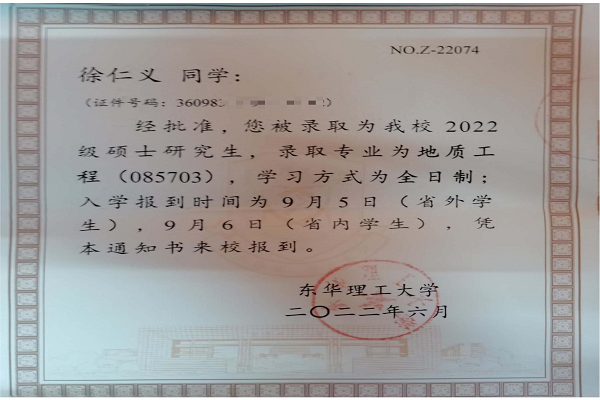 NO.Z-22074
徐仁义 同学：
（证件号码：36098
经批准，您被录取为我校2022
级硕士研究生，录取专业为地质工
程（085703），学习方式为全日制；
入学报到时间为9月5日（省外学
生），9月6日（省内学生），凭
本通知书来校报到。
东华理工大学
二〇二二年六月